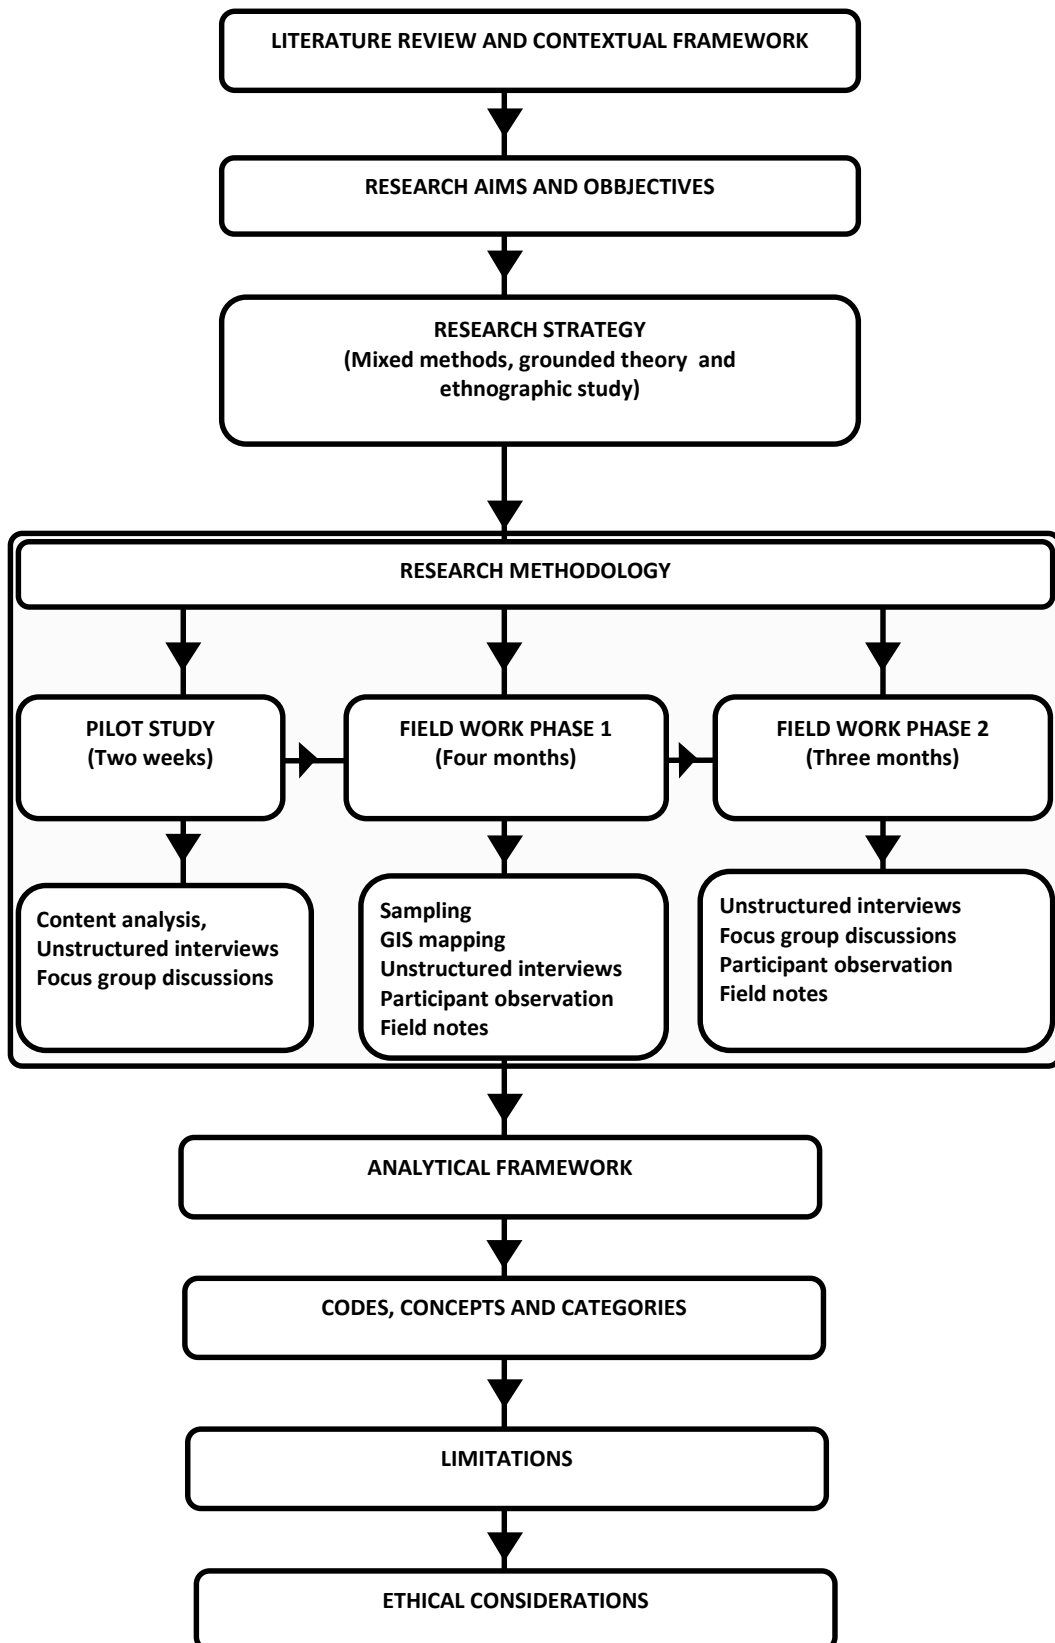 LITERATURE REVIEW AND CONTEXTUAL FRAMEWORK
RESEARCH AIMS AND OBBJECTIVES
RESEARCH STRATEGY
(Mixed methods, grounded theory and
ethnographic study)
RESEARCH METHODOLOGY
PILOT STUDY
(Two weeks)
FIELD WORK PHASE 1
(Four months)
FIELD WORK PHASE 2
(Three months)
Content analysis,
Unstructured interviews
Focus group discussions
Sampling
GIS mapping
Unstructured interviews
Participant observation
Field notes
Unstructured interviews
Focus group discussions
Participant observation
Field notes
ANALYTICAL FRAMEWORK
CODES, CONCEPTS AND CATEGORIES
LIMITATIONS
ETHICAL CONSIDERATIONS